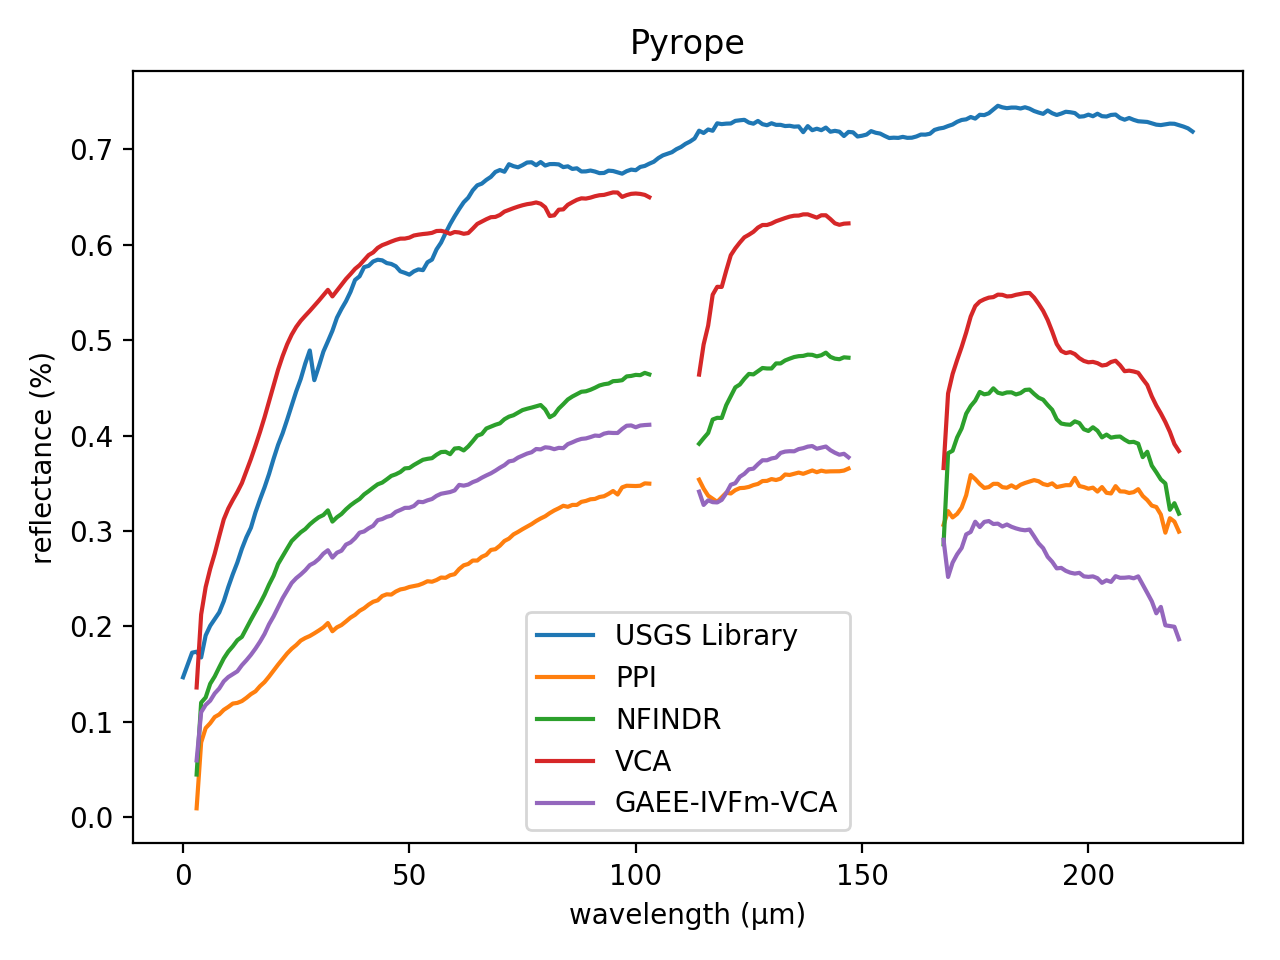 Pyrope
reflectance (%)
0.7
0.6
0.5
0.4
0.3
0.2
0.1
0.0
USGS Library
PPI
NFINDR
VCA
GAEE-IVFm-VCA
0 50 100 150 200
wavelength (μm)